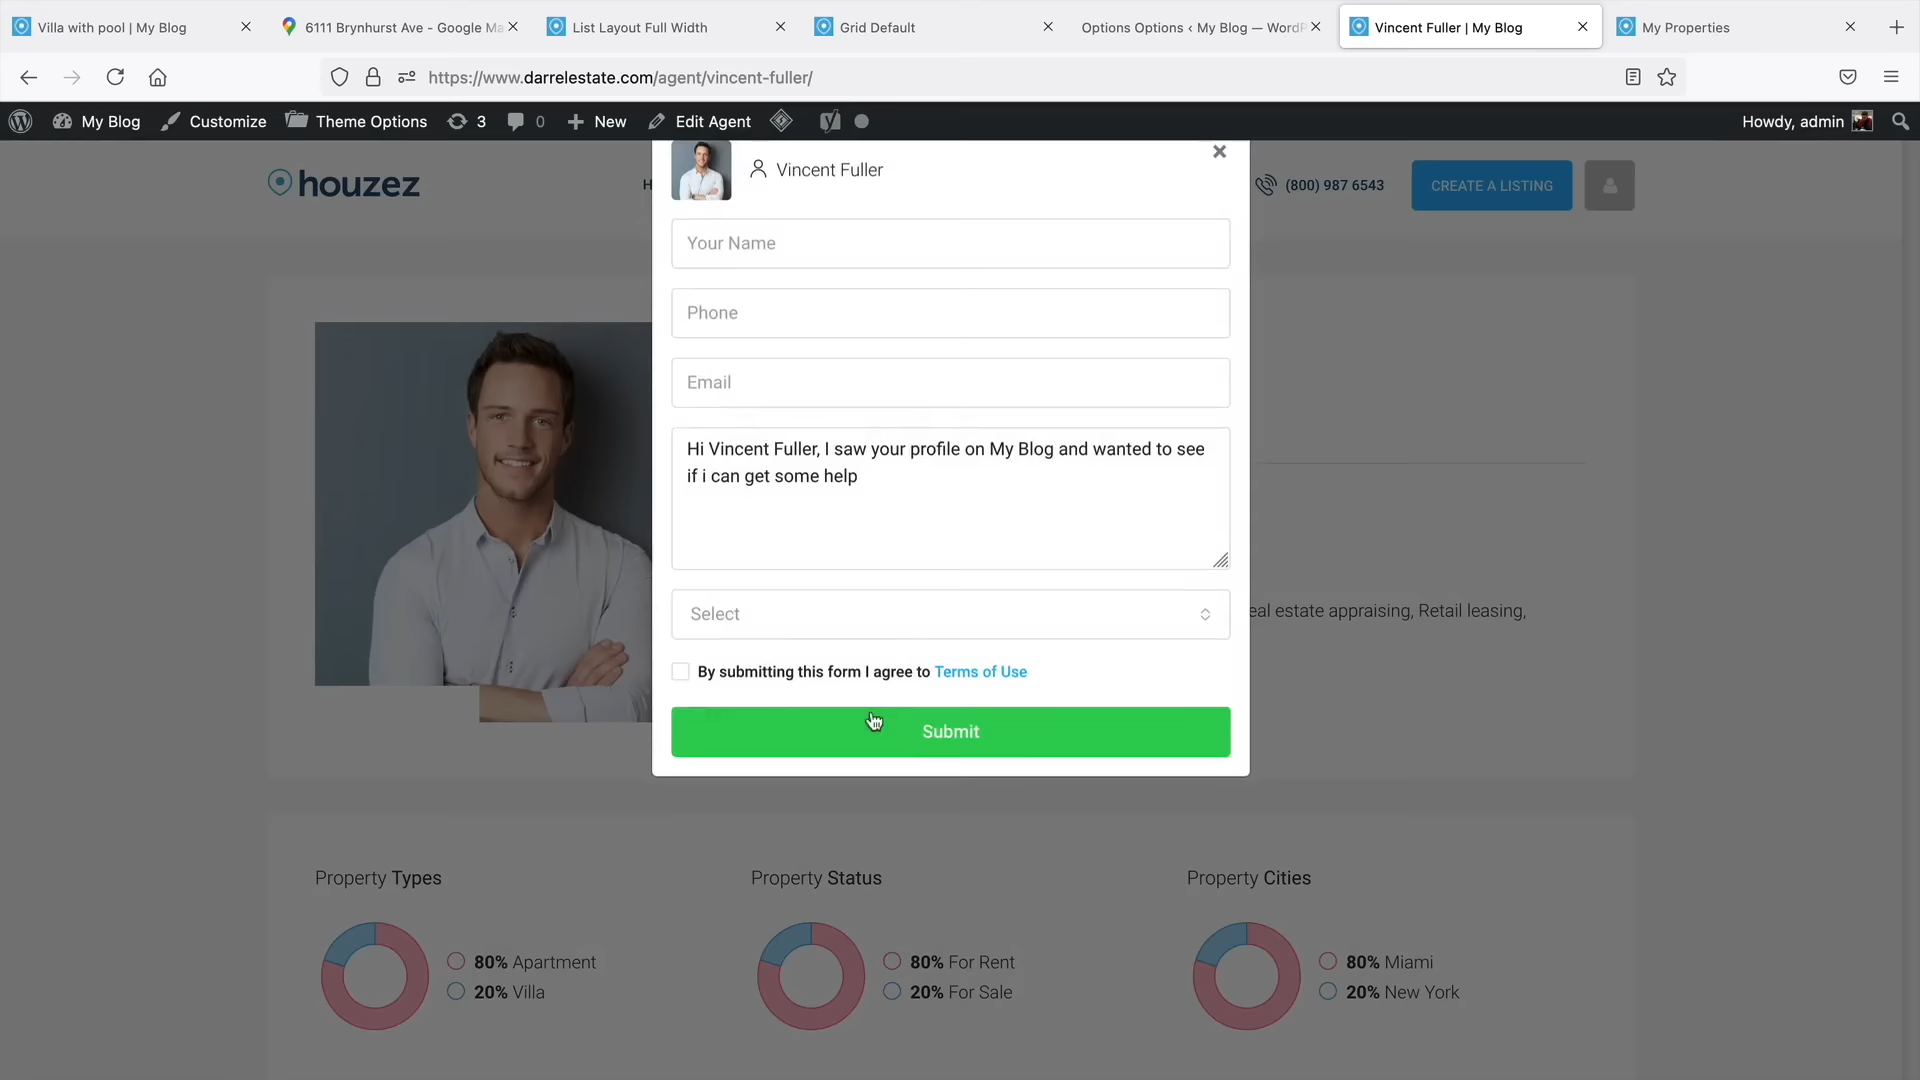 Villa with pool | My Blog
6111 Brynhurst Ave - Google Ma
List Layout Full Width
Grid Default
Options Options ‹ My Blog — WordP
Vincent Fuller | My Blog
My Properties
https://www.darrelestate.com/agent/vincent-fuller/
My Blog
Customize
Theme Options
3
0
New
Edit Agent
Howdy, admin
houzez
H
(800) 987 6543
CREATE A LISTING
Vincent Fuller
Your Name
Phone
Email
Hi Vincent Fuller, I saw your profile on My Blog and wanted to see
if i can get some help
Select
eal estate appraising, Retail leasing,
By submitting this form I agree to Terms of Use
Submit
Property Types
80% Apartment
20% Villa
Property Status
80% For Rent
20% For Sale
Property Cities
80% Miami
20% New York